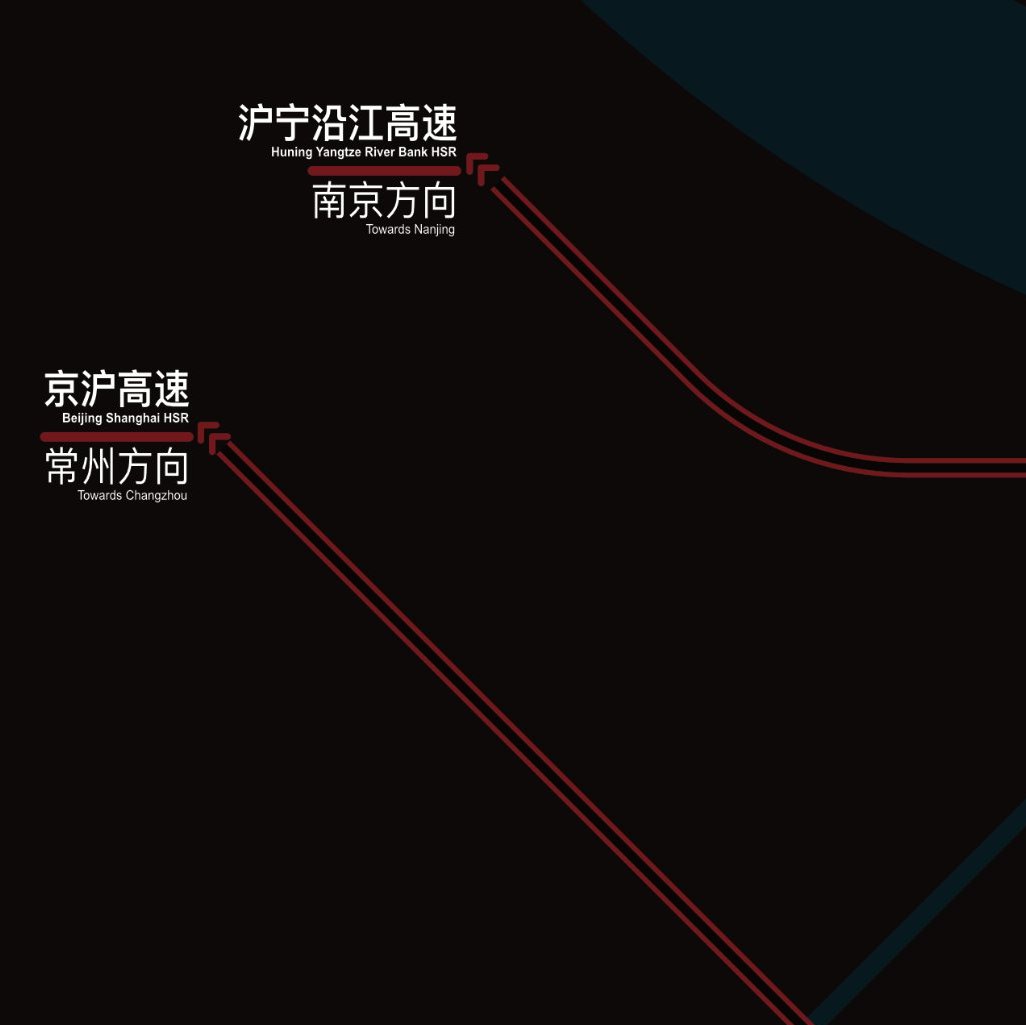 沪宁沿江高速
Huning Yangtze River Bank HSR
南京方向
Towards Nanjing
京沪高速
Beijing Shanghai HSR
常州方向
Towards Changzhou